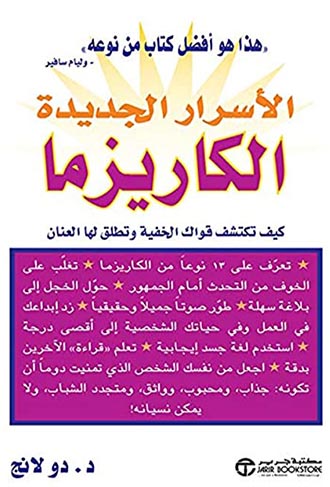 «هذا هو أفضل كتاب من نوعه»
- وليام سافير
الأسرار الجديدة
الكاريزما
كيف تكتشف قواك الخفية وتطلق لها العنان
★ تعرّف على ١٣ نوعاً من الكاريزما ★ تغلّب على
الخوف من التحدث أمام الجمهور ★ حوّل الخجل إلى
بلاغة سهلة ★ طوّر صوتاً جميلاً وحقيقياً ★ زد إبداعك
في العمل وفي حياتك الشخصية إلى أقصى درجة
★ استخدم لغة جسد إيجابية ★ تعلم «قراءة» الآخرين
بدقة ★ اجعل من نفسك الشخص الذي تمنيت دوماً أن
تكونه: جذاب، ومحبوب، وواثق، ومتجدد الشباب، ولا
يمكن نسيانه!
د. دو لانج
مكتبة جرير
JARIR BOOKSTORE